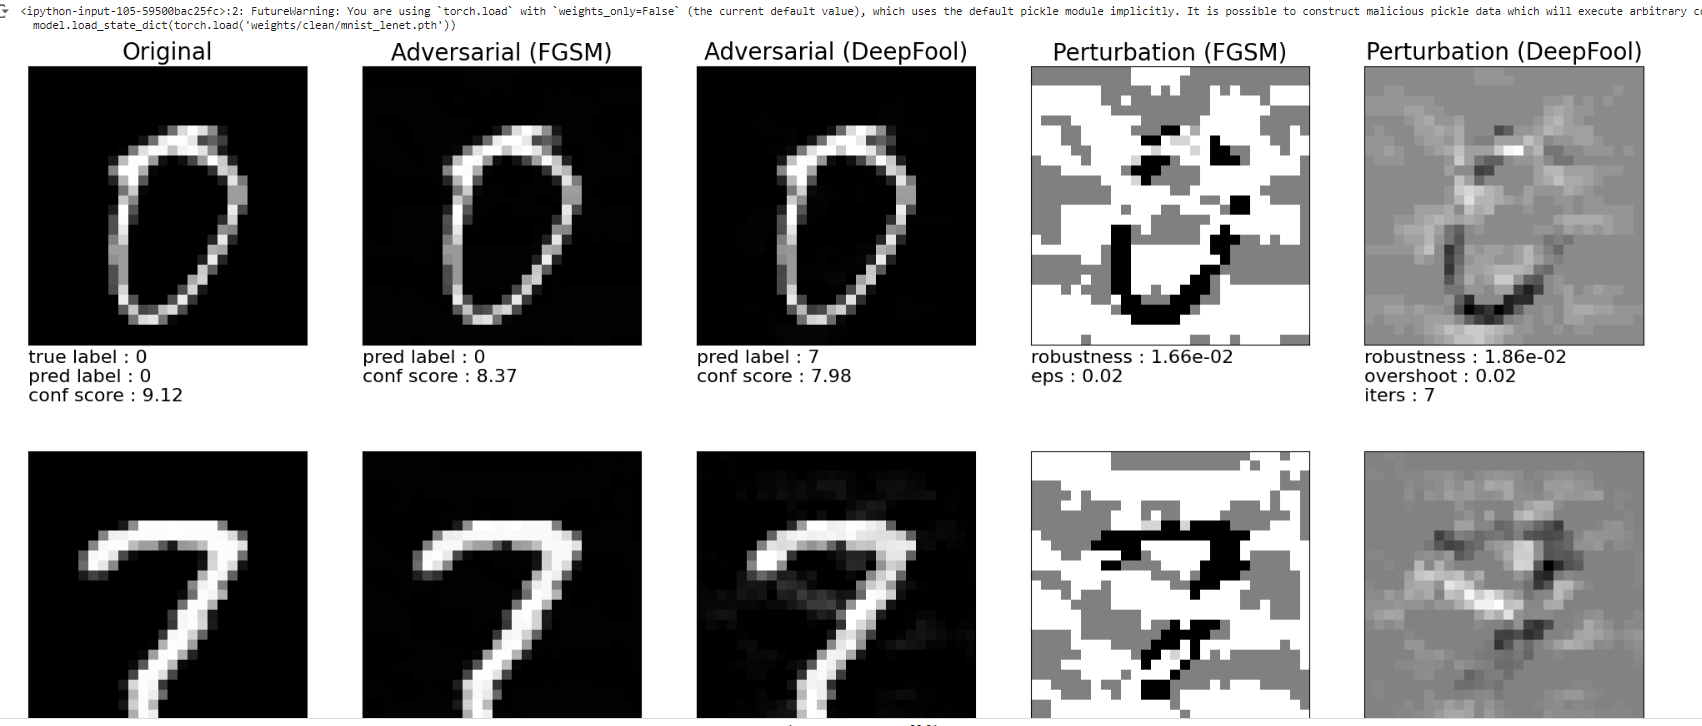 <ipython-input-105-59500bac25fc>:2: FutureWarning: You are using `torch.load` with `weights_only=False` (the current default value), which uses the default pickle module implicitly. It is possible to construct malicious pickle data which will execute arbitrary
model.load_state_dict(torch.load('weights/clean/mnist_lenet.pth'))
Original
Adversarial (FGSM)
Adversarial (DeepFool)
Perturbation (FGSM)
Perturbation (DeepFool)
true label : 0
pred label : 0
conf score : 9.12
pred label : 0
conf score : 8.37
pred label : 7
conf score : 7.98
robustness : 1.66e-02
eps : 0.02
robustness : 1.86e-02
overshoot : 0.02
iters : 7